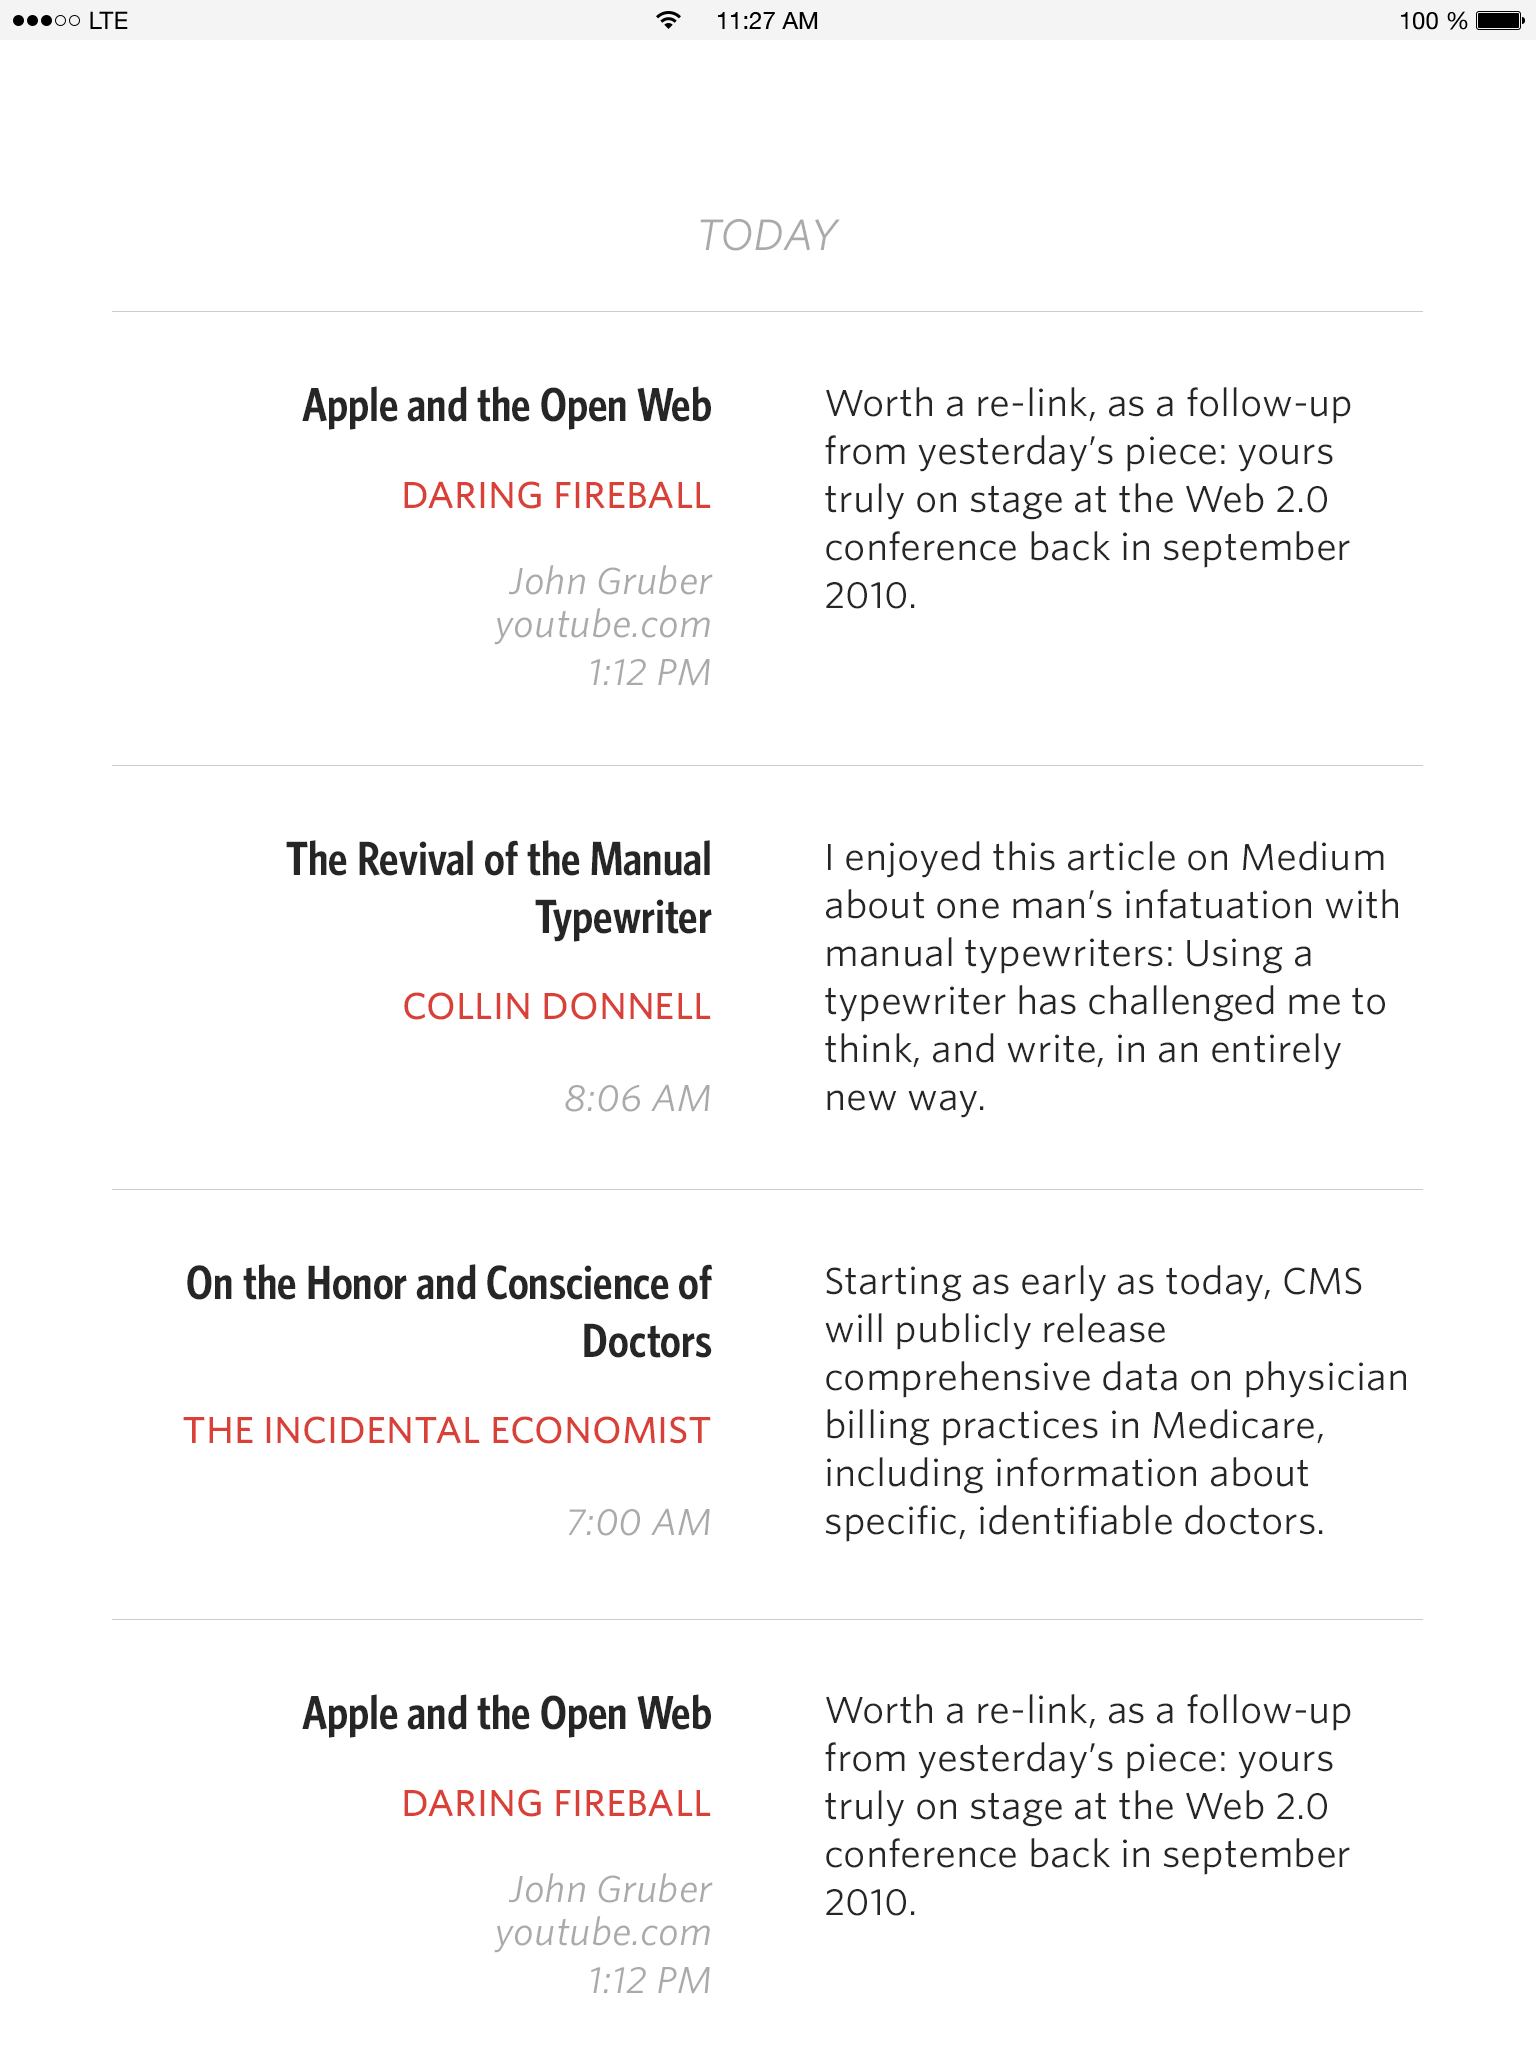 LTE 11:27 AM 100 %
TODAY
Apple and the Open Web
DARING FIREBALL
John Gruber
youtube.com
1:12 PM
Worth a re-link, as a follow-up
from yesterday’s piece: yours
truly on stage at the Web 2.0
conference back in september
2010.
The Revival of the Manual
Typewriter
COLLIN DONNELL
8:06 AM
I enjoyed this article on Medium
about one man’s infatuation with
manual typewriters: Using a
typewriter has challenged me to
think, and write, in an entirely
new way.
On the Honor and Conscience of
Doctors
THE INCIDENTAL ECONOMIST
7:00 AM
Starting as early as today, CMS
will publicly release
comprehensive data on physician
billing practices in Medicare,
including information about
specific, identifiable doctors.
Apple and the Open Web
DARING FIREBALL
John Gruber
youtube.com
1:12 PM
Worth a re-link, as a follow-up
from yesterday’s piece: yours
truly on stage at the Web 2.0
conference back in september
2010.